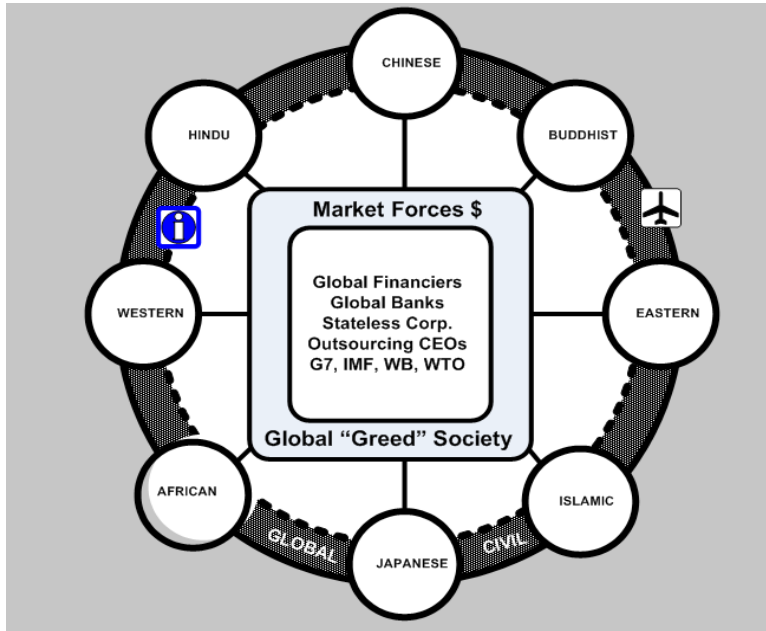 CHINESE
HINDU
BUDDHIST
i
Market Forces $
Global Financiers
Global Banks
Stateless Corp.
Outsourcing CEOs
G7, IMF, WB, WTO
Global “Greed” Society
WESTERN
EASTERN
AFRICAN
ISLAMIC
GLOBAL
CIVIL
JAPANESE